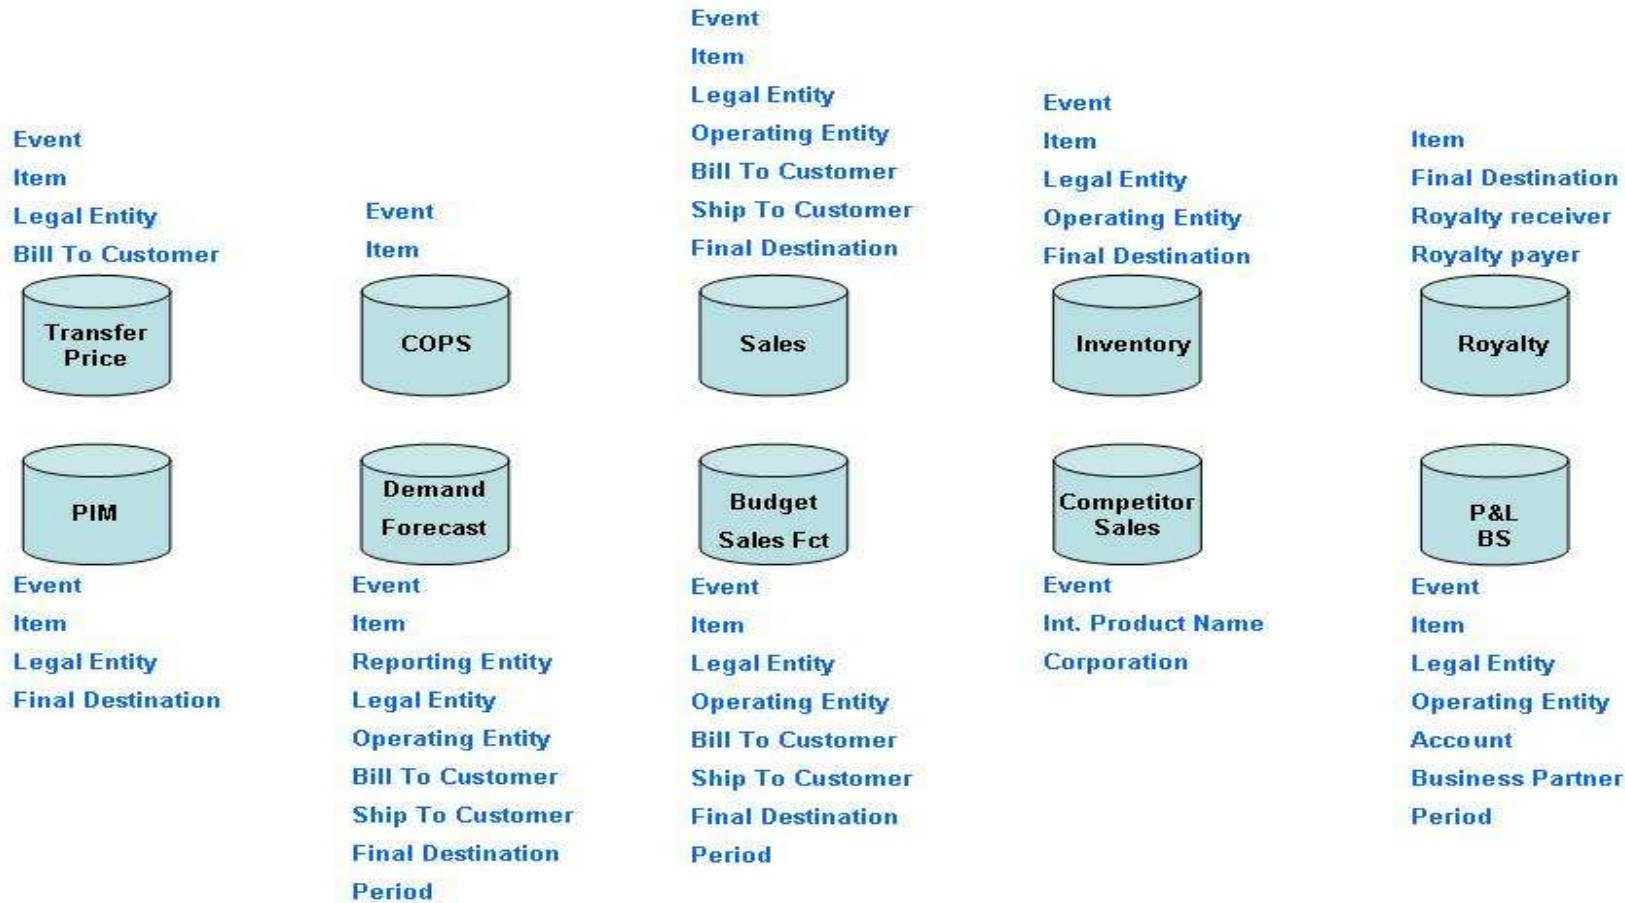 Event
Item
Legal Entity
Bill To Customer
Transfer
Price
Event
Item
COPS
Event
Item
Legal Entity
Operating Entity
Bill To Customer
Ship To Customer
Final Destination
Sales
Event
Item
Legal Entity
Operating Entity
Final Destination
Inventory
Item
Final Destination
Royalty receiver
Royalty payer
Royalty
PIM
Event
Item
Legal Entity
Final Destination
Demand
Forecast
Event
Item
Reporting Entity
Legal Entity
Operating Entity
Bill To Customer
Ship To Customer
Final Destination
Period
Budget
Sales Fct
Event
Item
Legal Entity
Operating Entity
Bill To Customer
Ship To Customer
Final Destination
Period
Competitor
Sales
Event
Int. Product Name
Corporation
P&L
BS
Event
Item
Legal Entity
Operating Entity
Account
Business Partner
Period